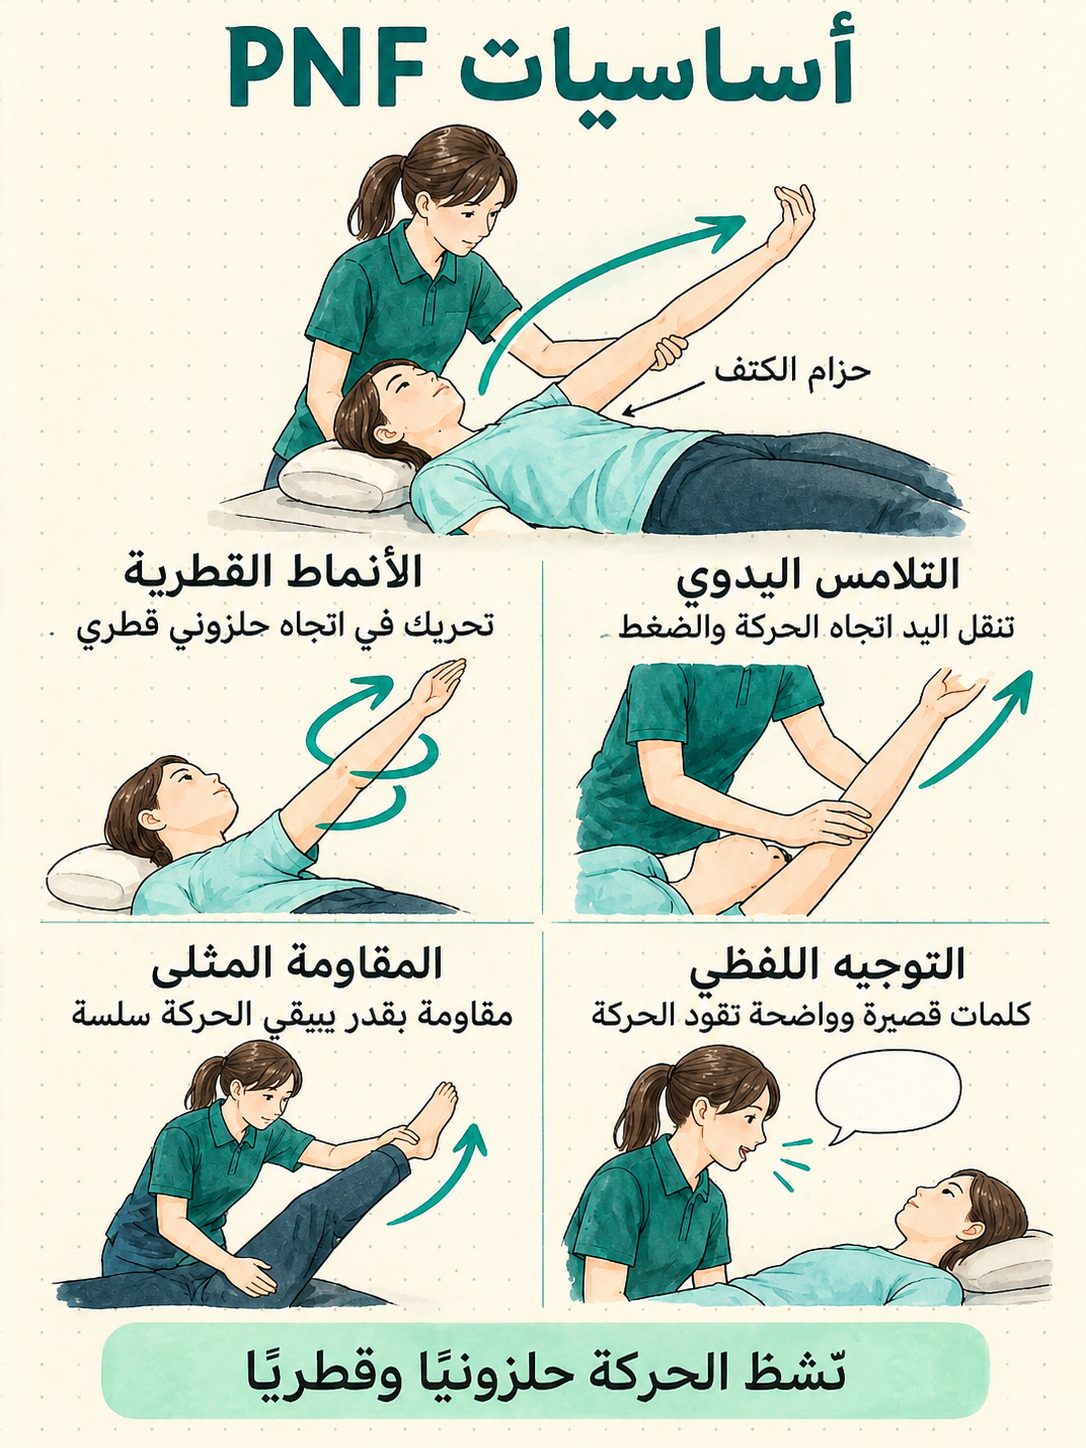 أساسيات PNF
حزام الكتف
التلامس اليدوي
تنقل اليد اتجاه الحركة والضغط
الأنماط القطرية
تحريك في اتجاه حلزوني قطري
التوجيه اللفظي
كلمات قصيرة وواضحة تقود الحركة
المقاومة المثلى
مقاومة بقدر يبيقي الحركة سلسة
الحركة حلزونيًا وقطريًا